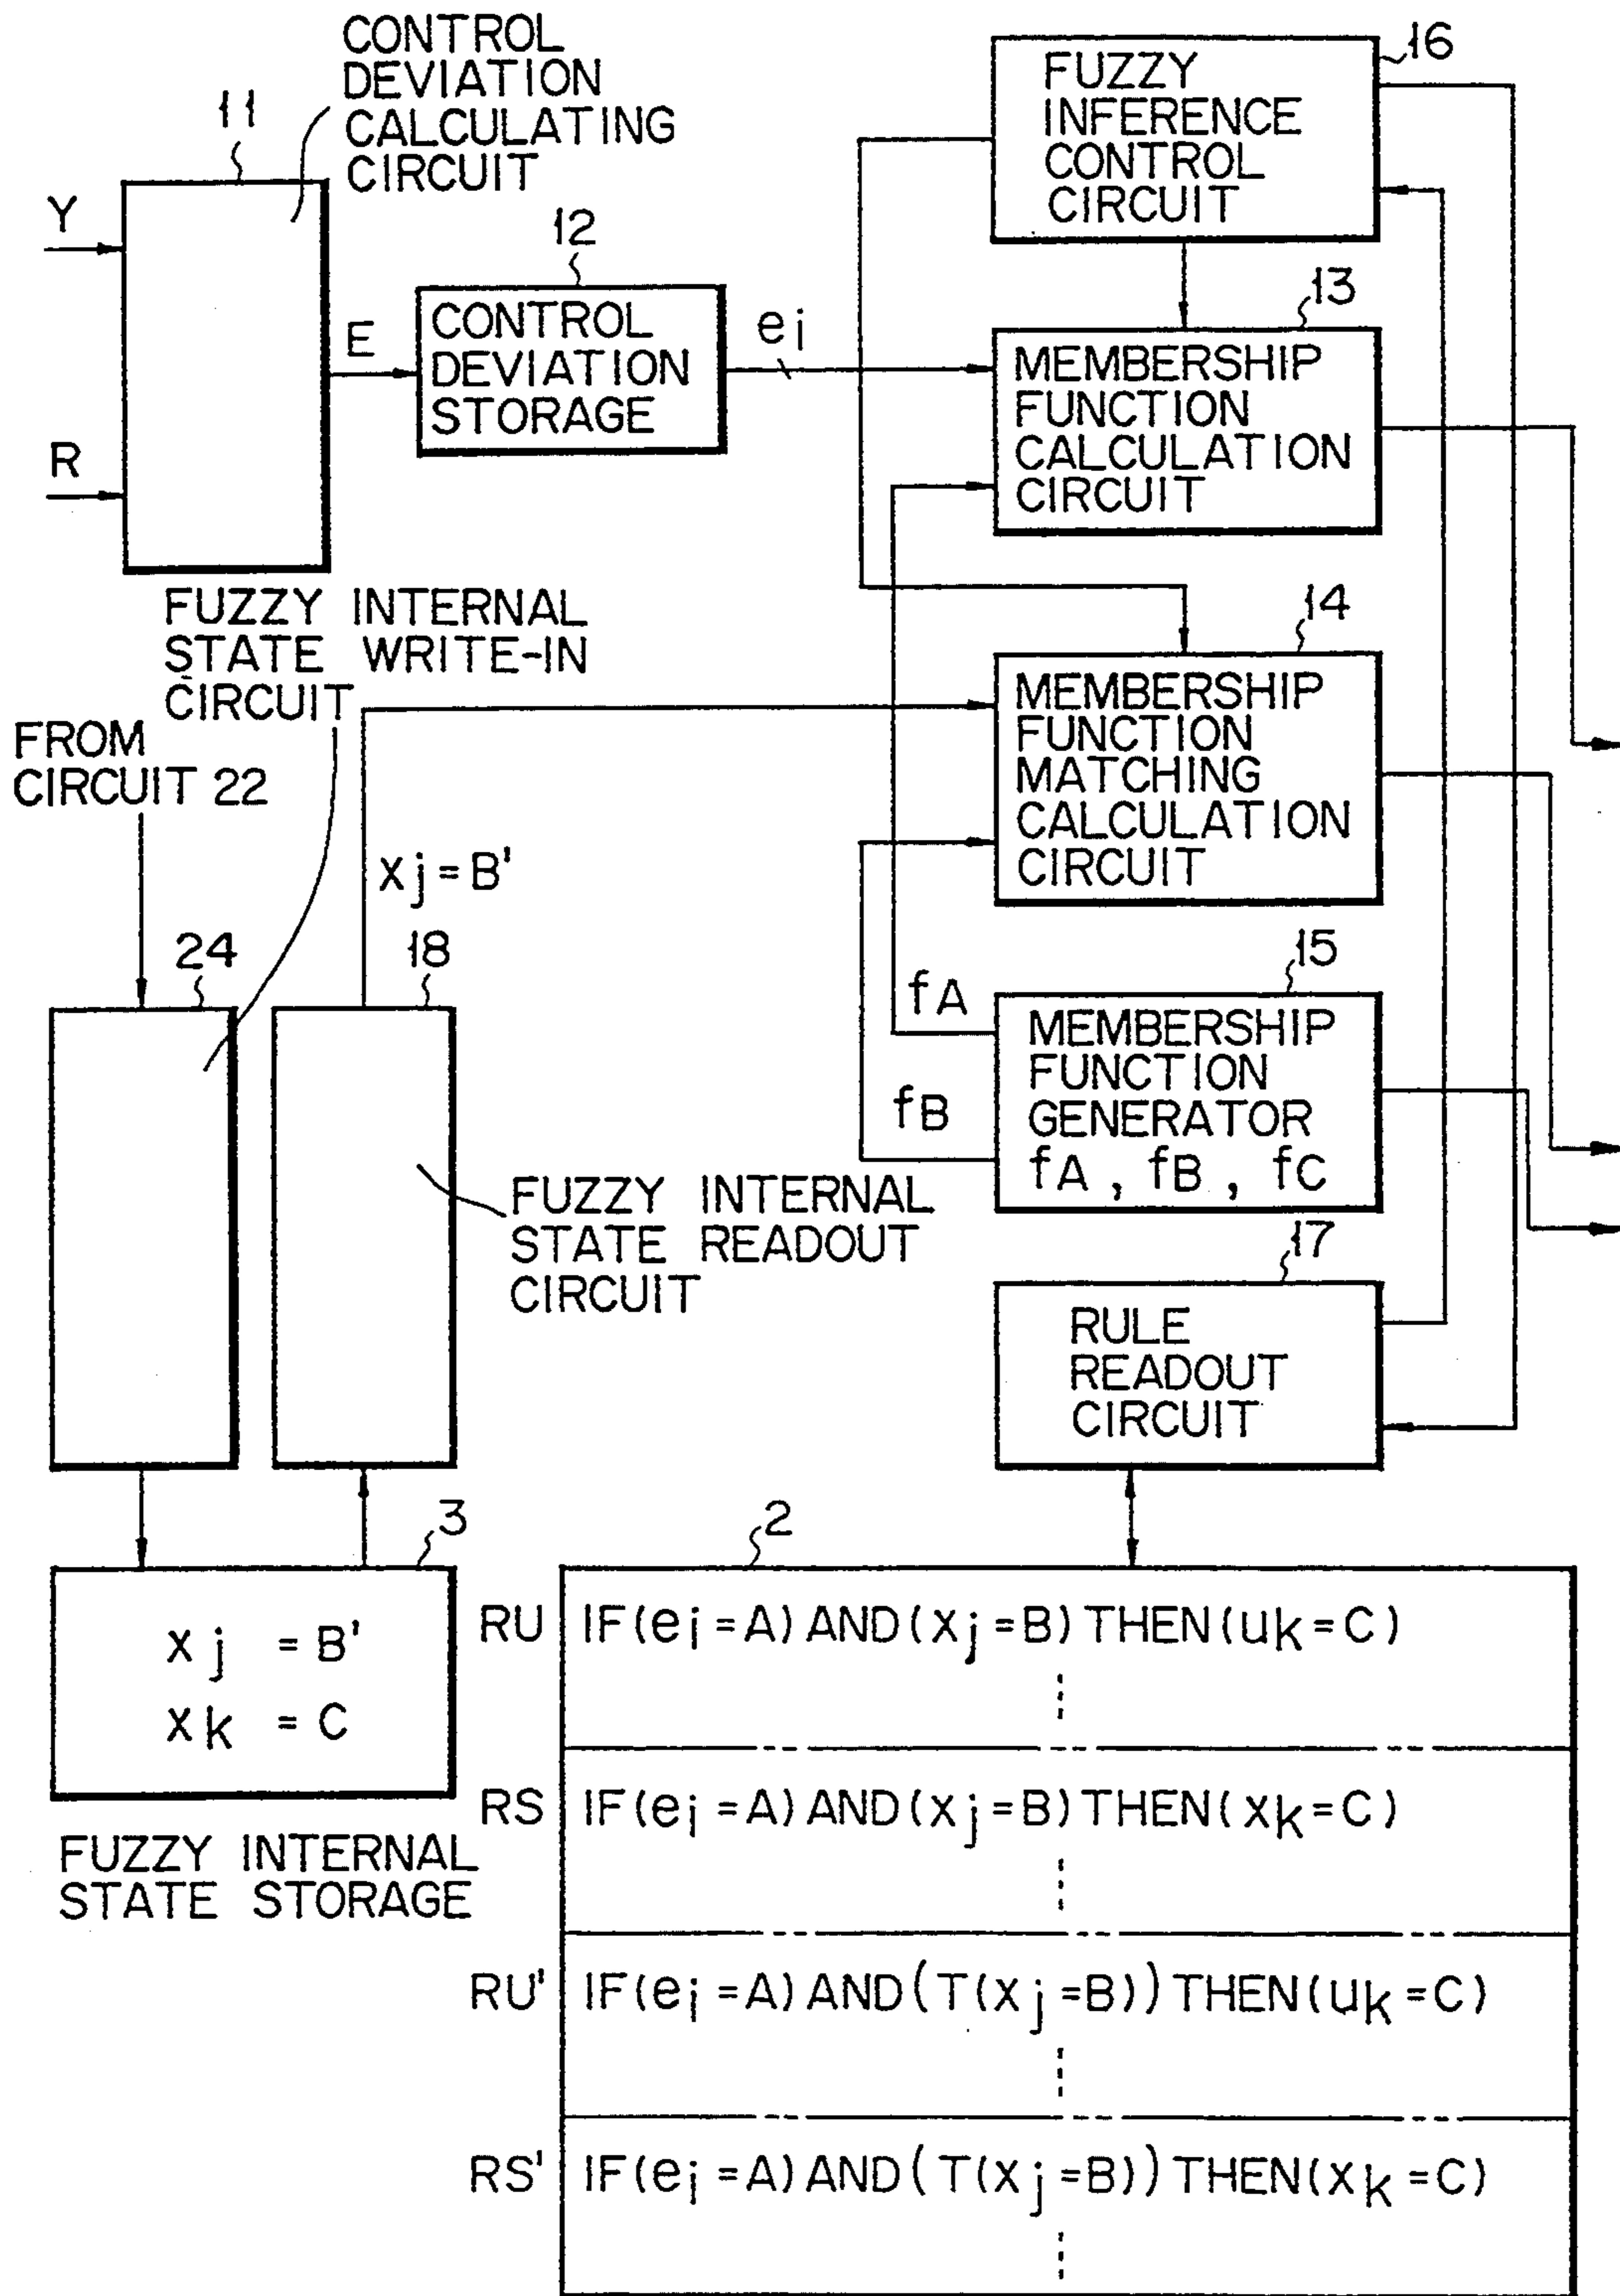 CONTROL
DEVIATION
CALCULATING
CIRCUIT
11
Y
R
E
12
CONTROL
DEVIATION
STORAGE
ei
16
FUZZY
INFERENCE
CONTROL
CIRCUIT
13
MEMBERSHIP
FUNCTION
CALCULATION
CIRCUIT
FUZZY INTERNAL
STATE WRITE-IN
CIRCUIT
FROM
CIRCUIT 22
14
MEMBERSHIP
FUNCTION
MATCHING
CALCULATION
CIRCUIT
xj = B'
24
18
fA
fB
15
MEMBERSHIP
FUNCTION
GENERATOR
fA , fB , fC
FUZZY INTERNAL
STATE READOUT
CIRCUIT
17
RULE
READOUT
CIRCUIT
3
xj = B'
xk = C
FUZZY INTERNAL
STATE STORAGE
2
RU IF(ei=A)AND(xj=B)THEN(uk=C)
RS IF(ei=A)AND(xj=B)THEN(xk=C)
RU' IF(ei=A)AND(T(xj=B))THEN(uk=C)
RS' IF(ei=A)AND(T(xj=B))THEN(xk=C)